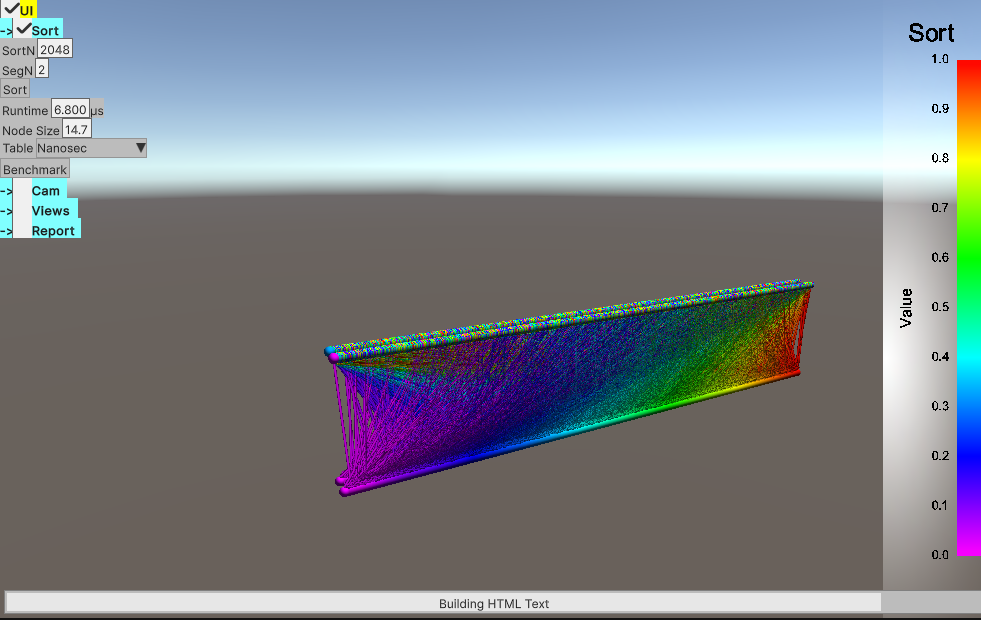 UI
-> Sort
SortN 2048
SegN 2
Sort
Runtime 6.800 µs
Node Size 14.7
Table Nanosec
Benchmark
-> Cam
-> Views
-> Report
Sort
1.0
0.9
0.8
0.7
0.6
0.5
0.4
0.3
0.2
0.1
0.0
Value
Building HTML Text